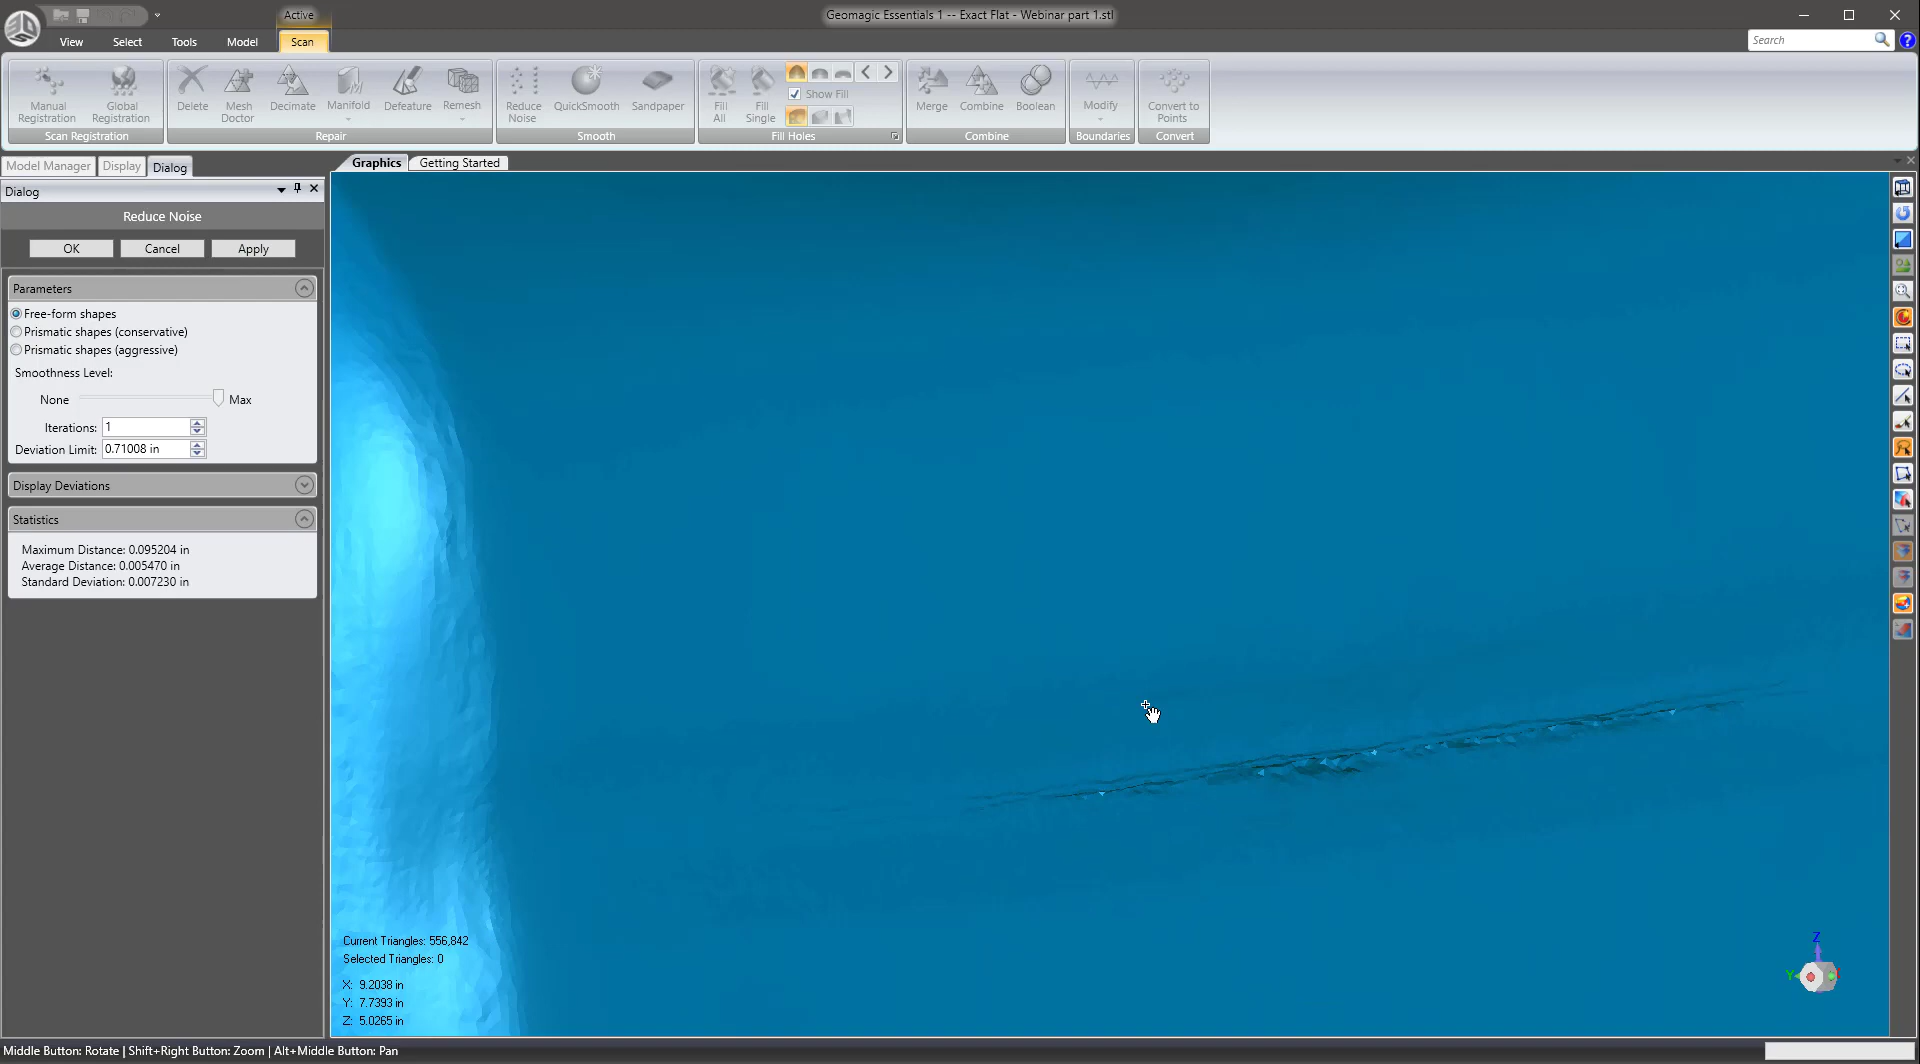 Active
Geomagic Essentials 1 -- Exact Flat - Webinar part 1.stl
View Select Tools Model Scan
Search
Manual Registration
Global Registration
Scan Registration
Delete
Mesh Doctor
Decimate
Manifold
Defeature
Remesh
Repair
Reduce Noise
QuickSmooth
Sandpaper
Smooth
Fill All
Fill Single
Show Fill
Fill Holes
Merge
Combine
Boolean
Combine
Modify
Boundaries
Convert to Points
Convert
Model Manager Display Dialog
Graphics Getting Started
Dialog
Reduce Noise
OK Cancel Apply
Parameters
Free-form shapes
Prismatic shapes (conservative)
Prismatic shapes (aggressive)
Smoothness Level:
None Max
Iterations: 1
Deviation Limit: 0.71008 in
Display Deviations
Statistics
Maximum Distance: 0.095204 in
Average Distance: 0.005470 in
Standard Deviation: 0.007230 in
Current Triangles: 556,842
Selected Triangles: 0
X: 9.2038 in
Y: 7.7393 in
Z: 5.0265 in
Z
Y
Middle Button: Rotate | Shift+Right Button: Zoom | Alt+Middle Button: Pan